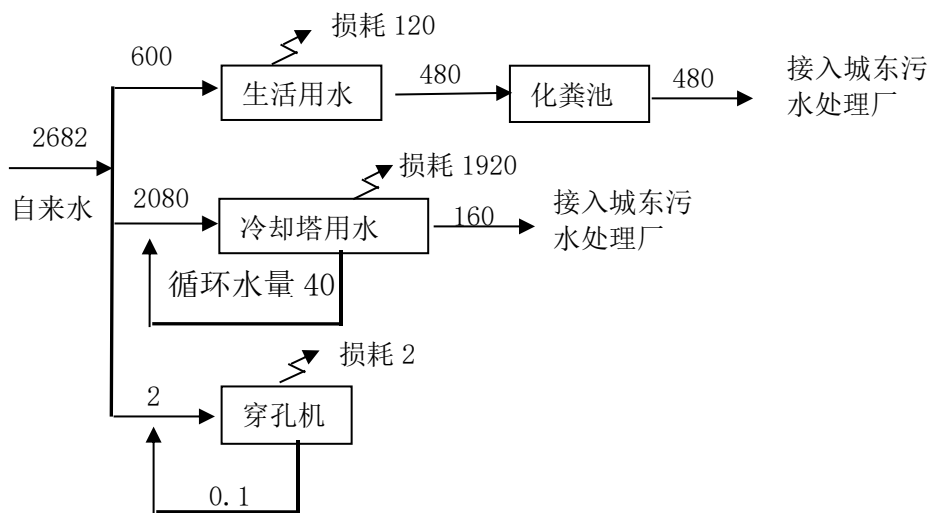 损耗 120
600
生活用水
480
化粪池
480
接入城东污
水处理厂
2682
自来水
损耗 1920
2080
冷却塔用水
160
接入城东污
水处理厂
循环水量 40
损耗 2
2
穿孔机
0.1